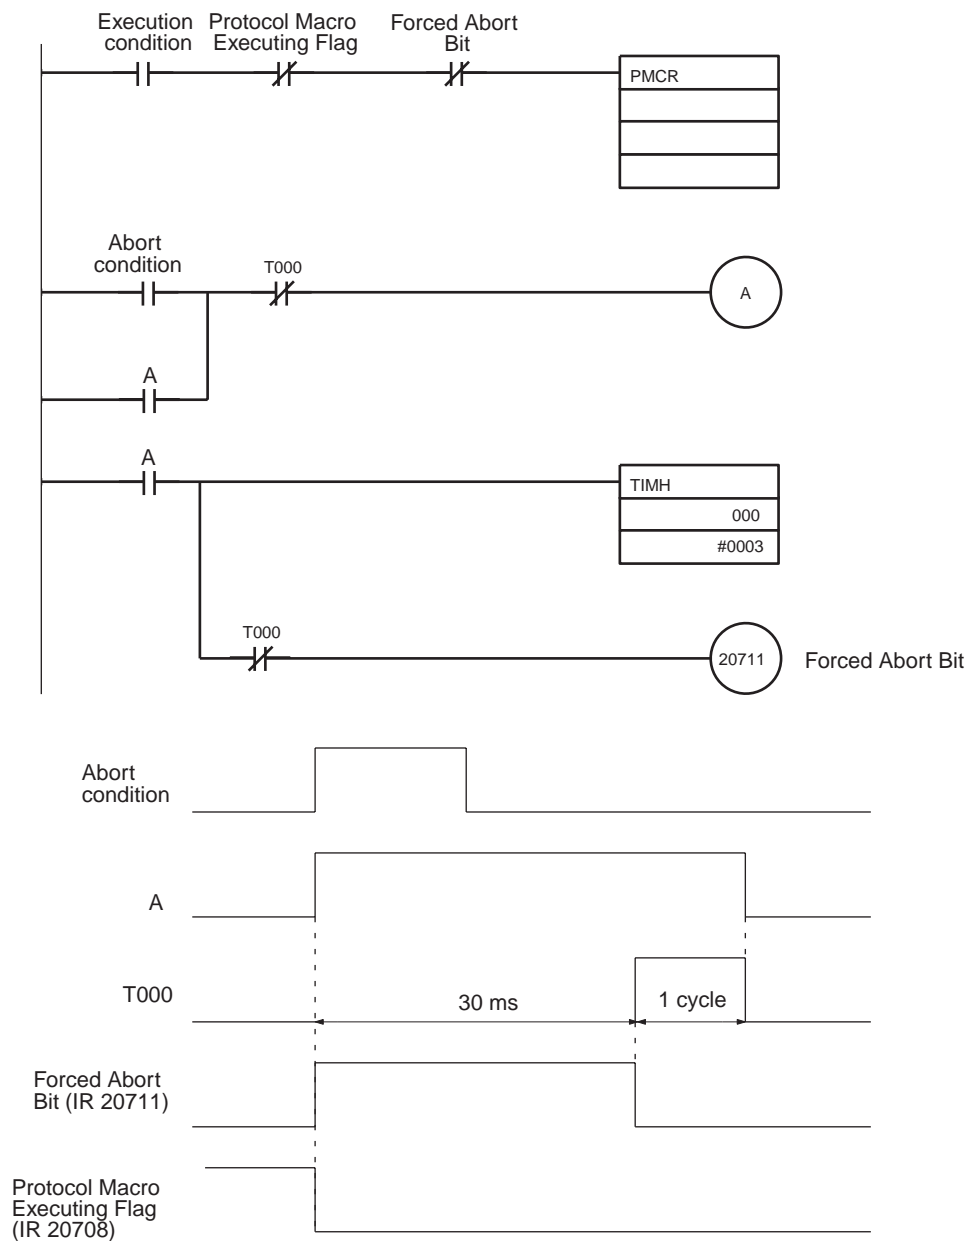 Execution
condition
Protocol Macro
Executing Flag
Forced Abort
Bit
PMCR
Abort
condition
T000
A
A
A
TIMH
000
#0003
T000
20711
Forced Abort Bit
Abort
condition
A
T000
30 ms
1 cycle
Forced Abort
Bit (IR 20711)
Protocol Macro
Executing Flag
(IR 20708)